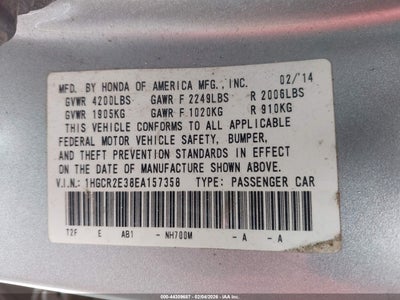 MFD. BY HONDA OF AMERICA MFG., INC. 02/'14
GVWR 4200LBS GAWR F 2249LBS R 2006LBS
GVWR 1905KG GAWR F 1020KG R 910KG
THIS VEHICLE CONFORMS TO ALL APPLICABLE
FEDERAL MOTOR VEHICLE SAFETY, BUMPER,
AND THEFT PREVENTION STANDARDS IN EFFECT
ON THE DATE OF MANUFACTURE SHOWN ABOVE.
V.I.N.: 1HGCR2E38EA157358 TYPE: PASSENGER CAR
T2F E AB1 - NH700M - A - A
000-44309687 - 02/04/2026 - IAA Inc.